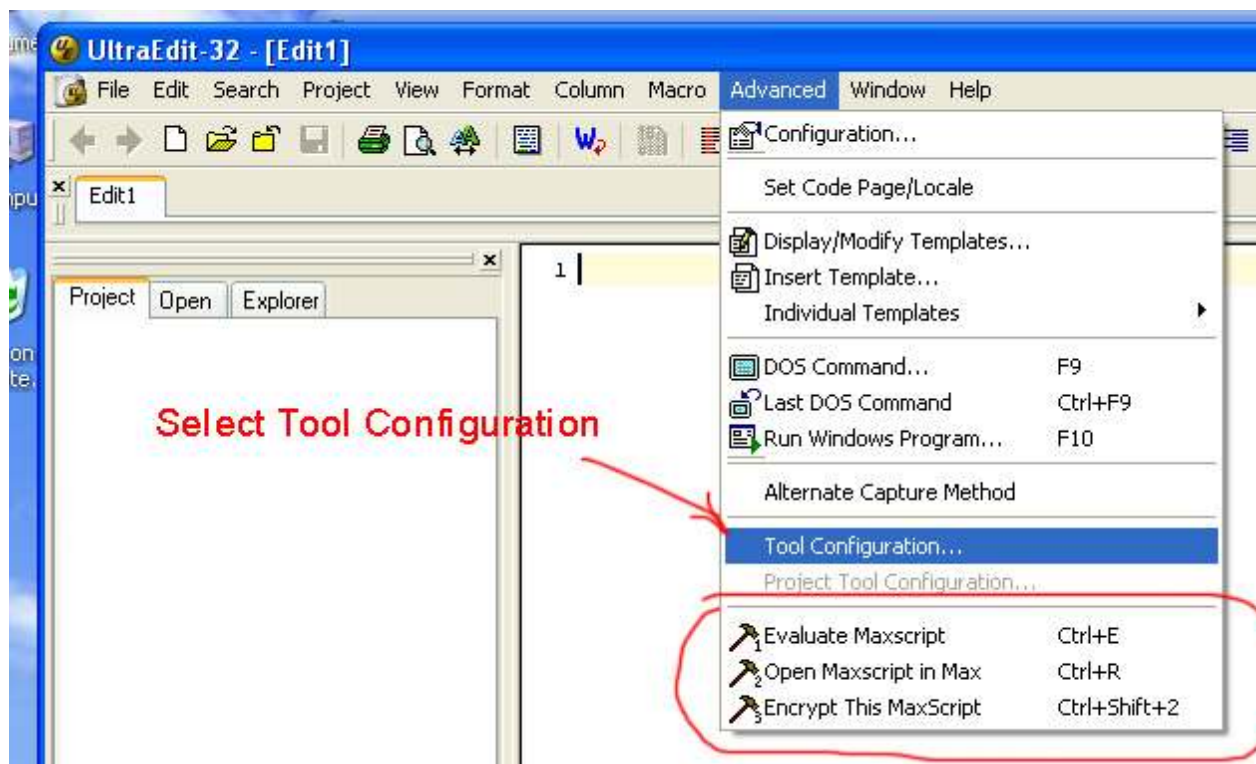 UltraEdit-32 - [Edit1]
File Edit Search Project View Format Column Macro Advanced Window Help
Configuration...
Edit1
Set Code Page/Locale
Display/Modify Templates...
1
Project Open Explorer
Insert Template...
Individual Templates
DOS Command... F9
Last DOS Command Ctrl+F9
Select Tool Configuration
Run Windows Program... F10
Alternate Capture Method
Tool Configuration...
Project Tool Configuration...
Evaluate Maxscript Ctrl+E
Open Maxscript in Max Ctrl+R
Encrypt This MaxScript Ctrl+Shift+2